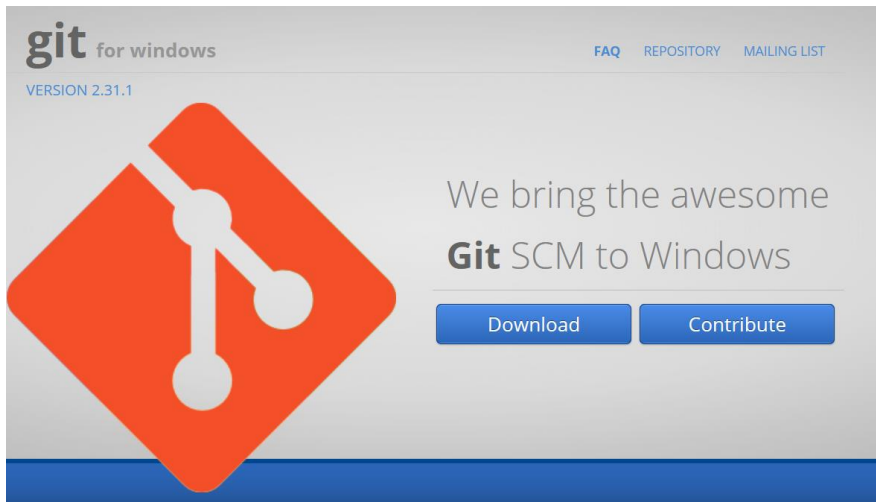 git for windows
FAQ REPOSITORY MAILING LIST
VERSION 2.31.1
We bring the awesome
Git SCM to Windows
Download Contribute